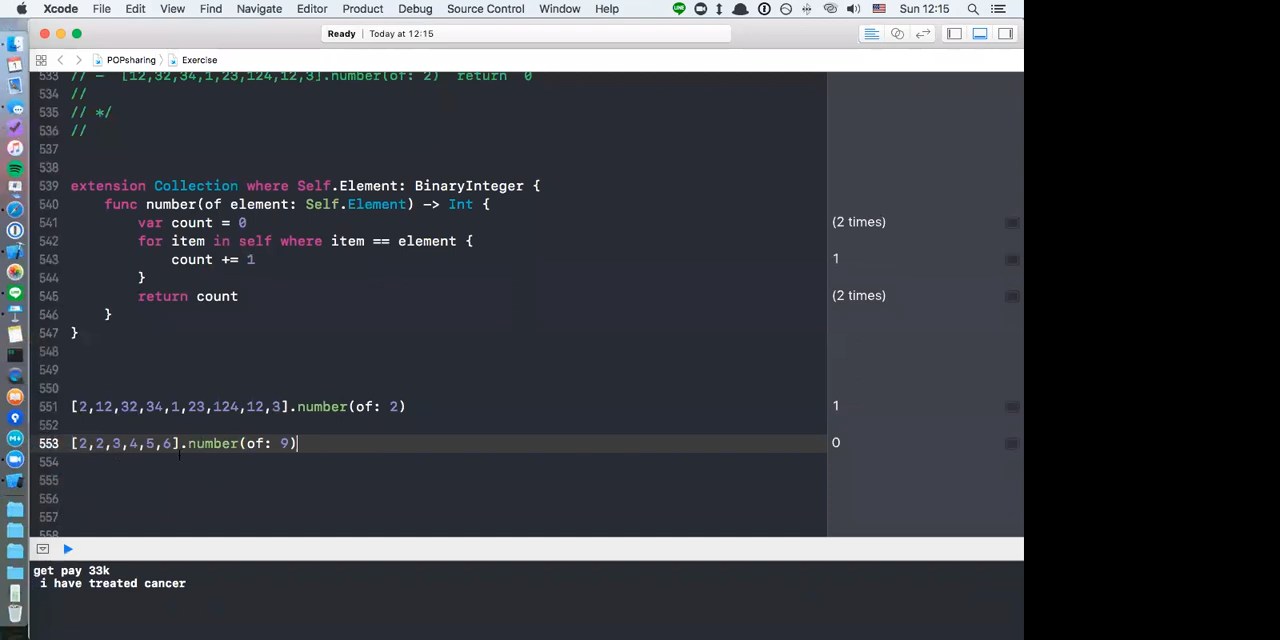 Xcode File Edit View Find Navigate Editor Product Debug Source Control Window Help Sun 12:15
Ready | Today at 12:15
POPsharing Exercise
533 // - [12,32,34,1,23,124,12,3].number(of: 2) return 0
534 //
535 // */
536 //
537
538
539 extension Collection where Self.Element: BinaryInteger {
540 func number(of element: Self.Element) -> Int {
541 var count = 0 (2 times)
542 for item in self where item == element {
543 count += 1 1
544 }
545 return count (2 times)
546 }
547 }
548
549
550
551 [2,12,32,34,1,23,124,12,3].number(of: 2) 1
552
553 [2,2,3,4,5,6].number(of: 9) 0
554
555
556
557
558
get pay 33k
i have treated cancer